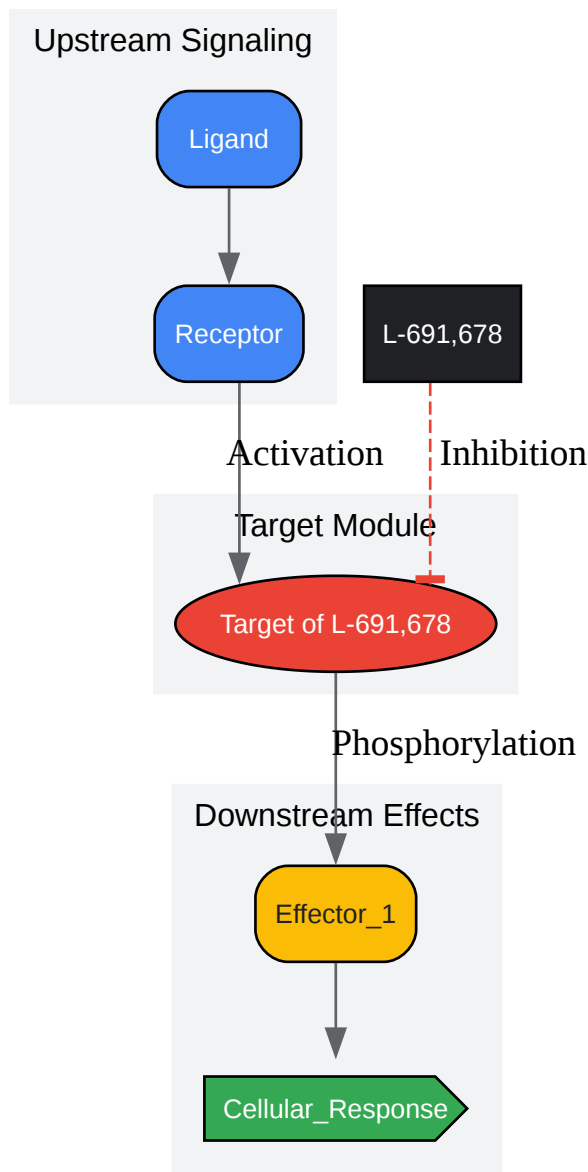 Upstream Signaling
Ligand
Receptor
L-691,678
Activation
Inhibition
Target Module
Target of L-691,678
Phosphorylation
Downstream Effects
Effector_1
Cellular_Response